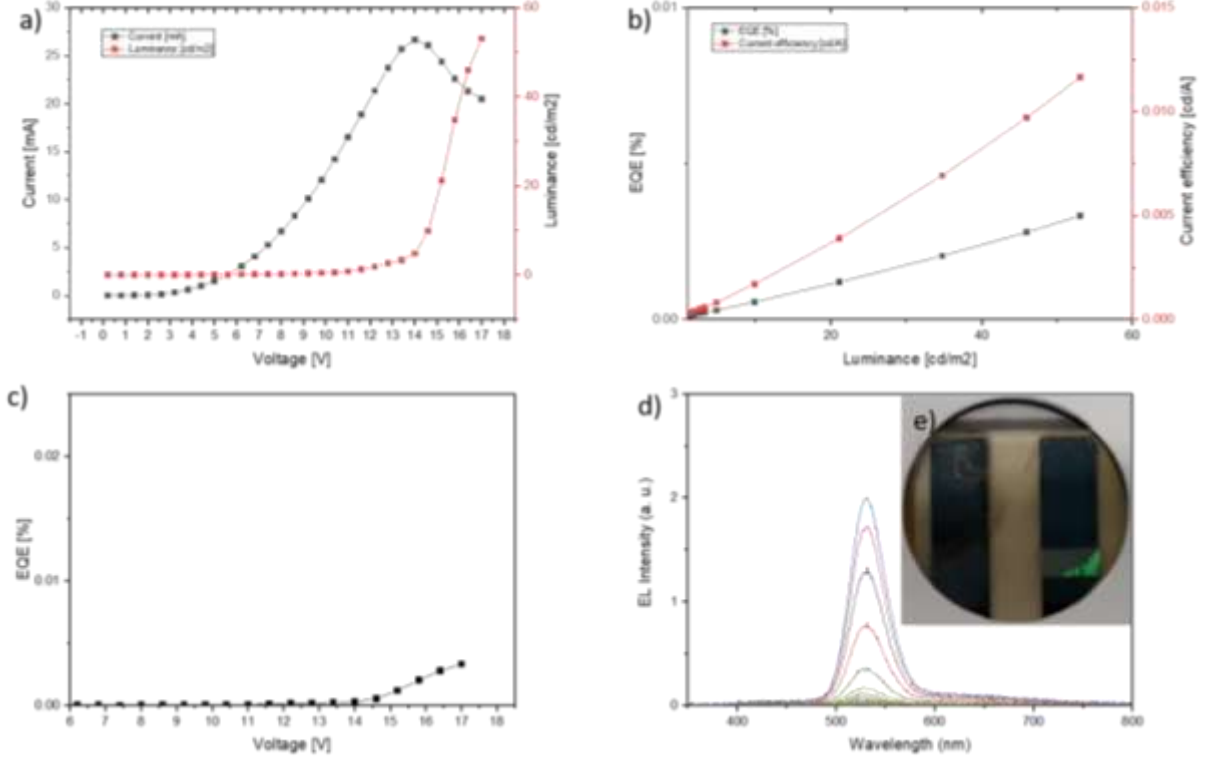 a)
Current [mA]
Luminance [cd/m2]
30
25
20
15
10
5
0
Current [mA]
60
40
20
0
Luminance [cd/m2]
-1 0 1 2 3 4 5 6 7 8 9 10 11 12 13 14 15 16 17 18
Voltage [V]
b)
EQE [%]
Current efficiency [cd/A]
0.01
0.00
EQE [%]
0.015
0.010
0.005
0.000
Current efficiency [cd/A]
20 40 60
Luminance [cd/m2]
c)
0.02
0.01
0.00
EQE [%]
6 7 8 9 10 11 12 13 14 15 16 17 18
Voltage [V]
d)
3
2
1
0
EL Intensity (a. u.)
400 500 600 700 800
Wavelength (nm)
e)